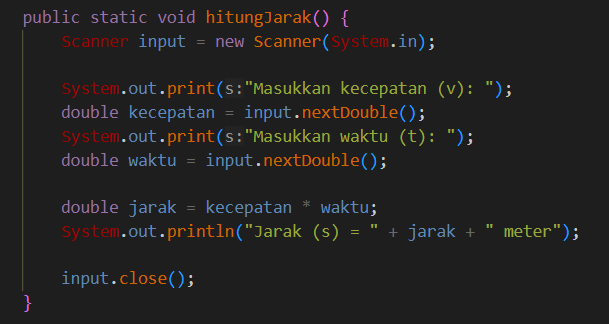 public static void hitungJarak() {
Scanner input = new Scanner(System.in);
System.out.print(s:"Masukkan kecepatan (v): ");
double kecepatan = input.nextDouble();
System.out.print(s:"Masukkan waktu (t): ");
double waktu = input.nextDouble();
double jarak = kecepatan * waktu;
System.out.println("Jarak (s) = " + jarak + " meter");
input.close();
}